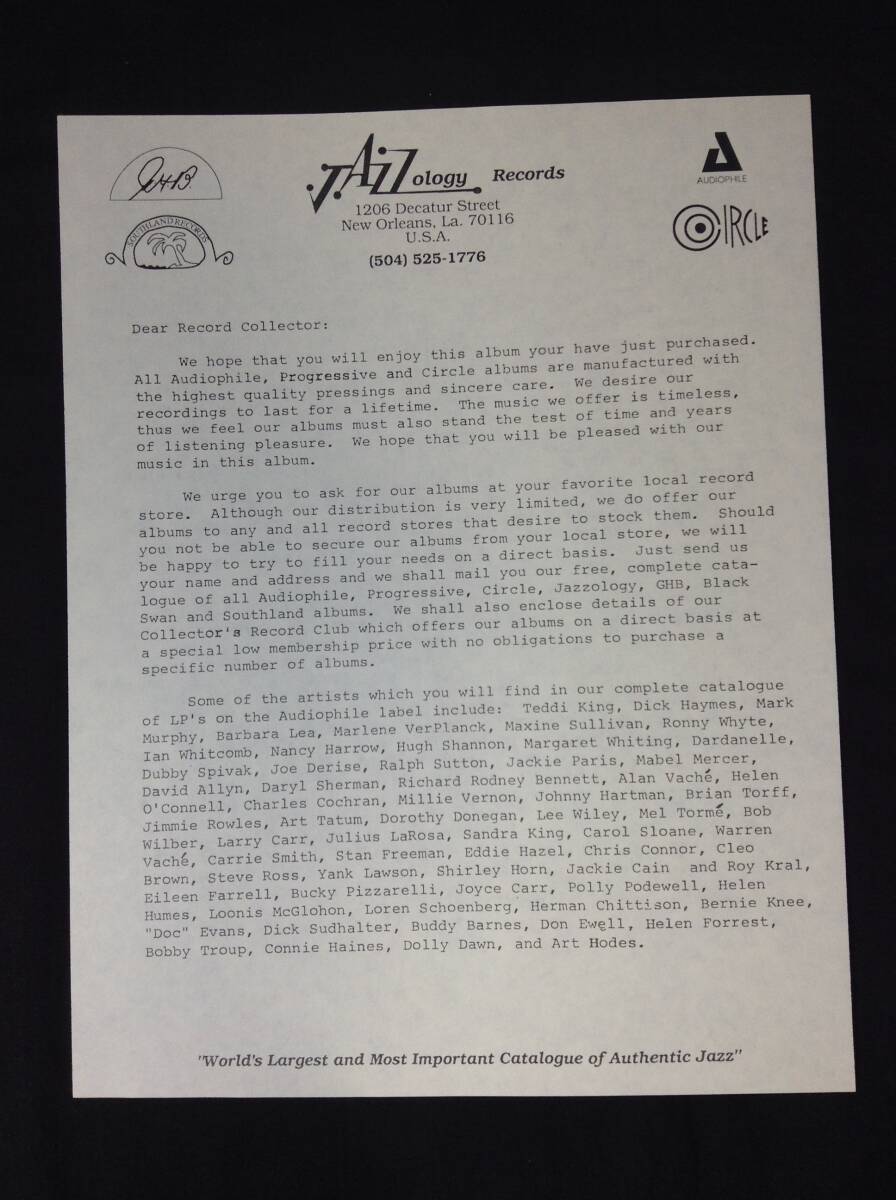 GHB
JAZZology Records
AUDIOPHILE
SOUTHLAND RECORDS
1206 Decatur Street
New Orleans, La. 70116
U.S.A.
(504) 525-1776
CIRCLE
Dear Record Collector:
We hope that you will enjoy this album your have just purchased.
All Audiophile, Progressive and Circle albums are manufactured with
the highest quality pressings and sincere care. We desire our
recordings to last for a lifetime. The music we offer is timeless,
thus we feel our albums must also stand the test of time and years
of listening pleasure. We hope that you will be pleased with our
music in this album.
We urge you to ask for our albums at your favorite local record
store. Although our distribution is very limited, we do offer our
albums to any and all record stores that desire to stock them. Should
you not be able to secure our albums from your local store, we will
be happy to try to fill your needs on a direct basis. Just send us
your name and address and we shall mail you our free, complete cata-
logue of all Audiophile, Progressive, Circle, Jazzology, GHB, Black
Swan and Southland albums. We shall also enclose details of our
Collector's Record Club which offers our albums on a direct basis at
a special low membership price with no obligations to purchase a
specific number of albums.
Some of the artists which you will find in our complete catalogue
of LP's on the Audiophile label include: Teddi King, Dick Haymes, Mark
Murphy, Barbara Lea, Marlene VerPlanck, Maxine Sullivan, Ronny Whyte,
Ian Whitcomb, Nancy Harrow, Hugh Shannon, Margaret Whiting, Dardanelle,
Dubby Spivak, Joe Derise, Ralph Sutton, Jackie Paris, Mabel Mercer,
David Allyn, Daryl Sherman, Richard Rodney Bennett, Alan Vaché, Helen
O'Connell, Charles Cochran, Millie Vernon, Johnny Hartman, Brian Torff,
Jimmie Rowles, Art Tatum, Dorothy Donegan, Lee Wiley, Mel Tormé, Bob
Wilber, Larry Carr, Julius LaRosa, Sandra King, Carol Sloane, Warren
Vaché, Carrie Smith, Stan Freeman, Eddie Hazel, Chris Connor, Cleo
Brown, Steve Ross, Yank Lawson, Shirley Horn, Jackie Cain and Roy Kral,
Eileen Farrell, Bucky Pizzarelli, Joyce Carr, Polly Podewell, Helen
Humes, Loonis McGlohon, Loren Schoenberg, Herman Chittison, Bernie Knee,
"Doc" Evans, Dick Sudhalter, Buddy Barnes, Don Ewell, Helen Forrest,
Bobby Troup, Connie Haines, Dolly Dawn, and Art Hodes.
"World's Largest and Most Important Catalogue of Authentic Jazz"